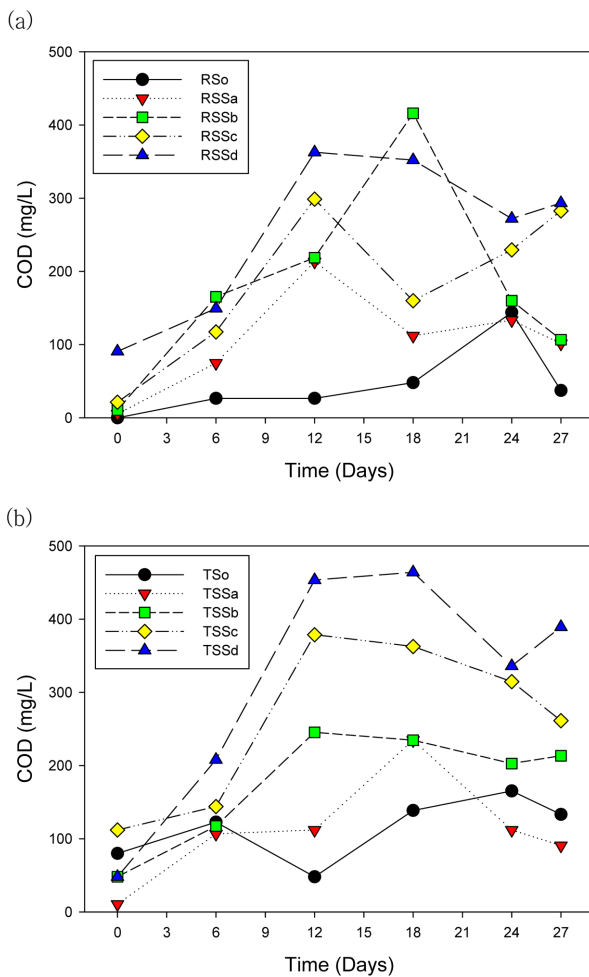 (a)
500
400
300
200
100
0
COD (mg/L)
RSo
RSSa
RSSb
RSSc
RSSd
0 3 6 9 12 15 18 21 24 27
Time (Days)
(b)
500
400
300
200
100
0
COD (mg/L)
TSo
TSSa
TSSb
TSSc
TSSd
0 3 6 9 12 15 18 21 24 27
Time (Days)